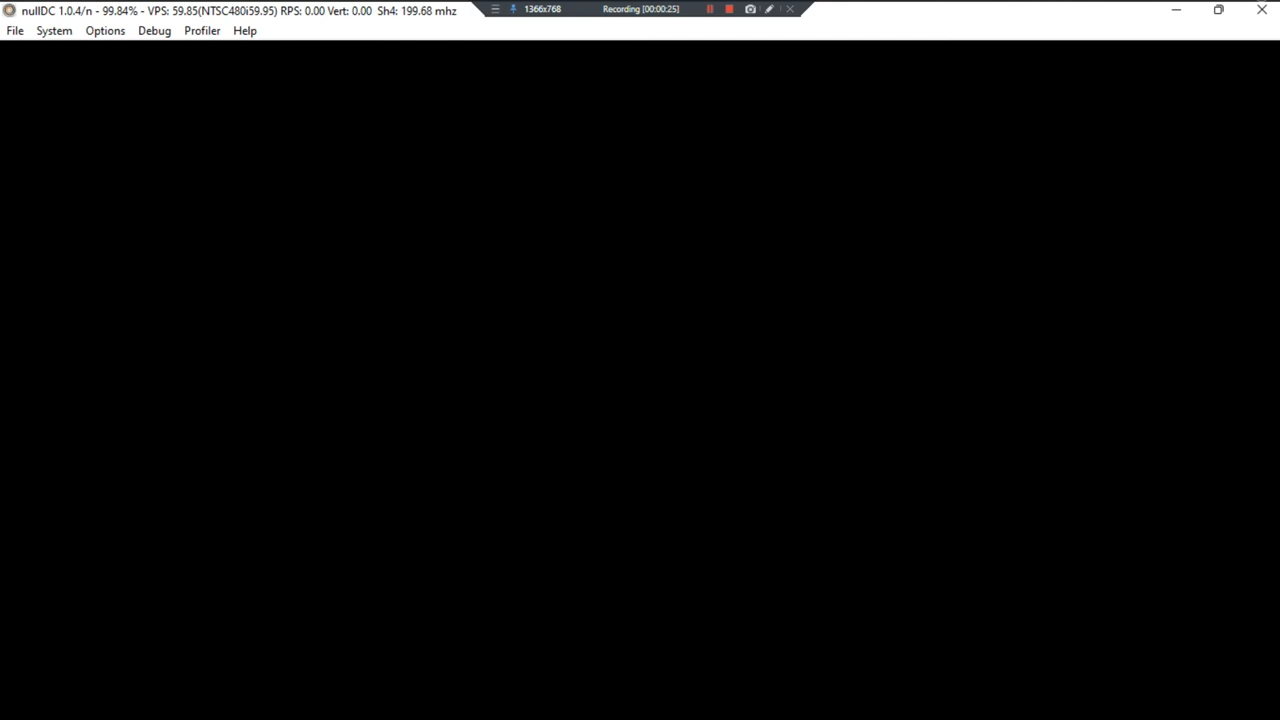 nullDC 1.0.4/n - 99.84% - VPS: 59.85(NTSC480i59.95) RPS: 0.00 Vert: 0.00 Sh4: 199.68 mhz
1366x768 Recording [00:00:25]
File System Options Debug Profiler Help